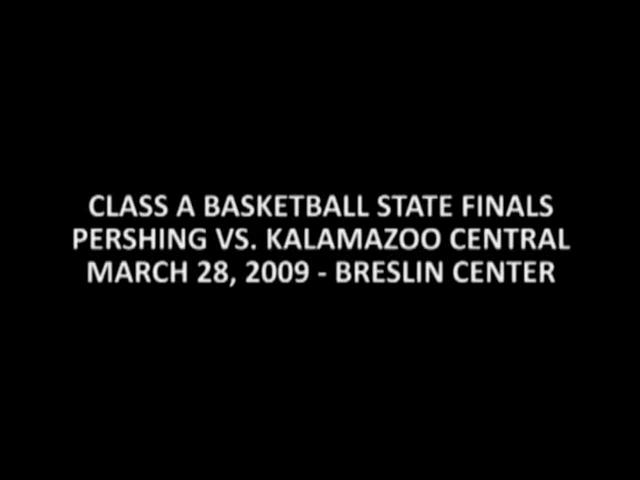 CLASS A BASKETBALL STATE FINALS
PERSHING VS. KALAMAZOO CENTRAL
MARCH 28, 2009 - BRESLIN CENTER